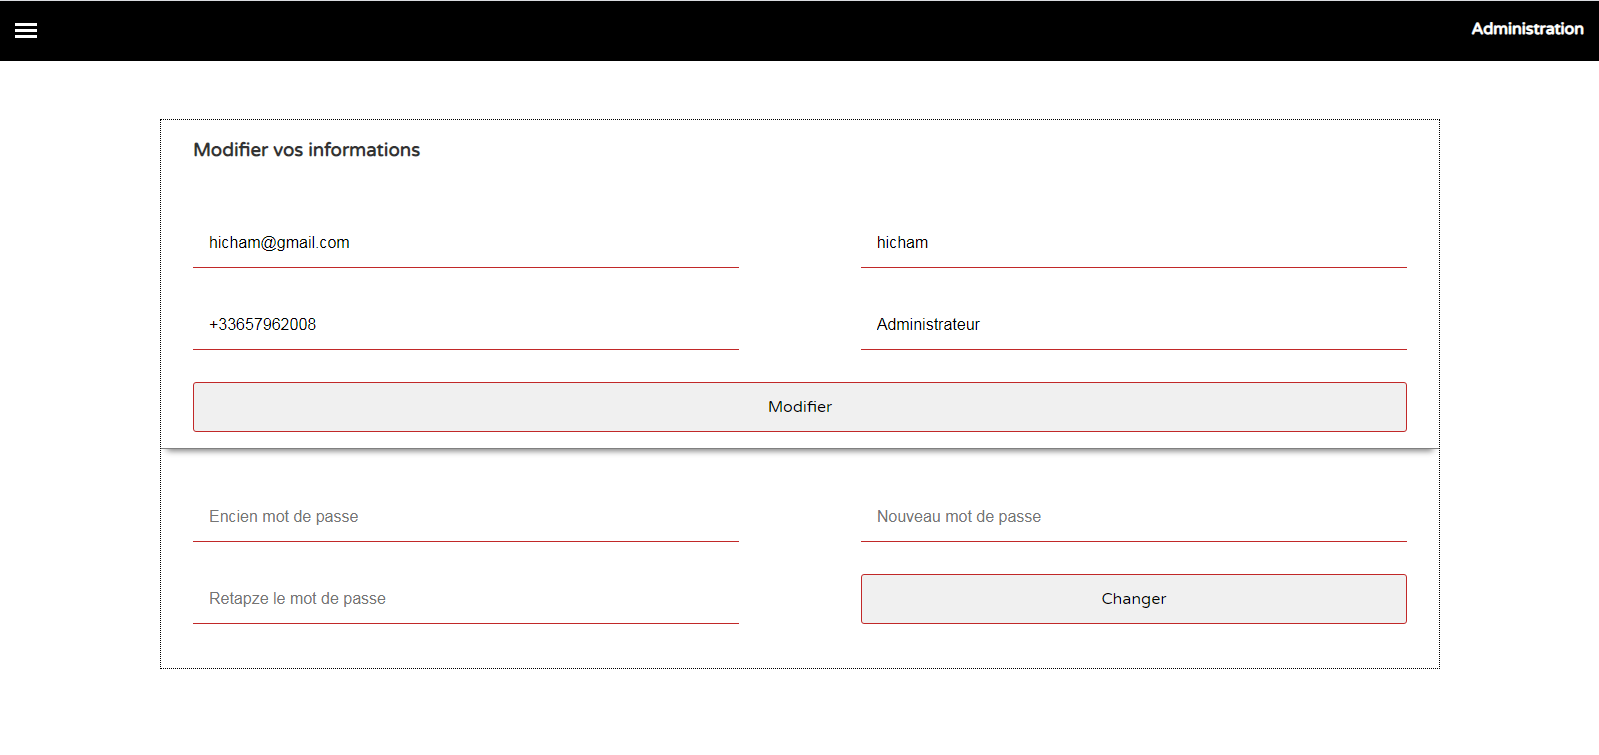 Administration
Modifier vos informations
hicham@gmail.com
hicham
+33657962008
Administrateur
Modifier
Encien mot de passe
Nouveau mot de passe
Retapze le mot de passe
Changer